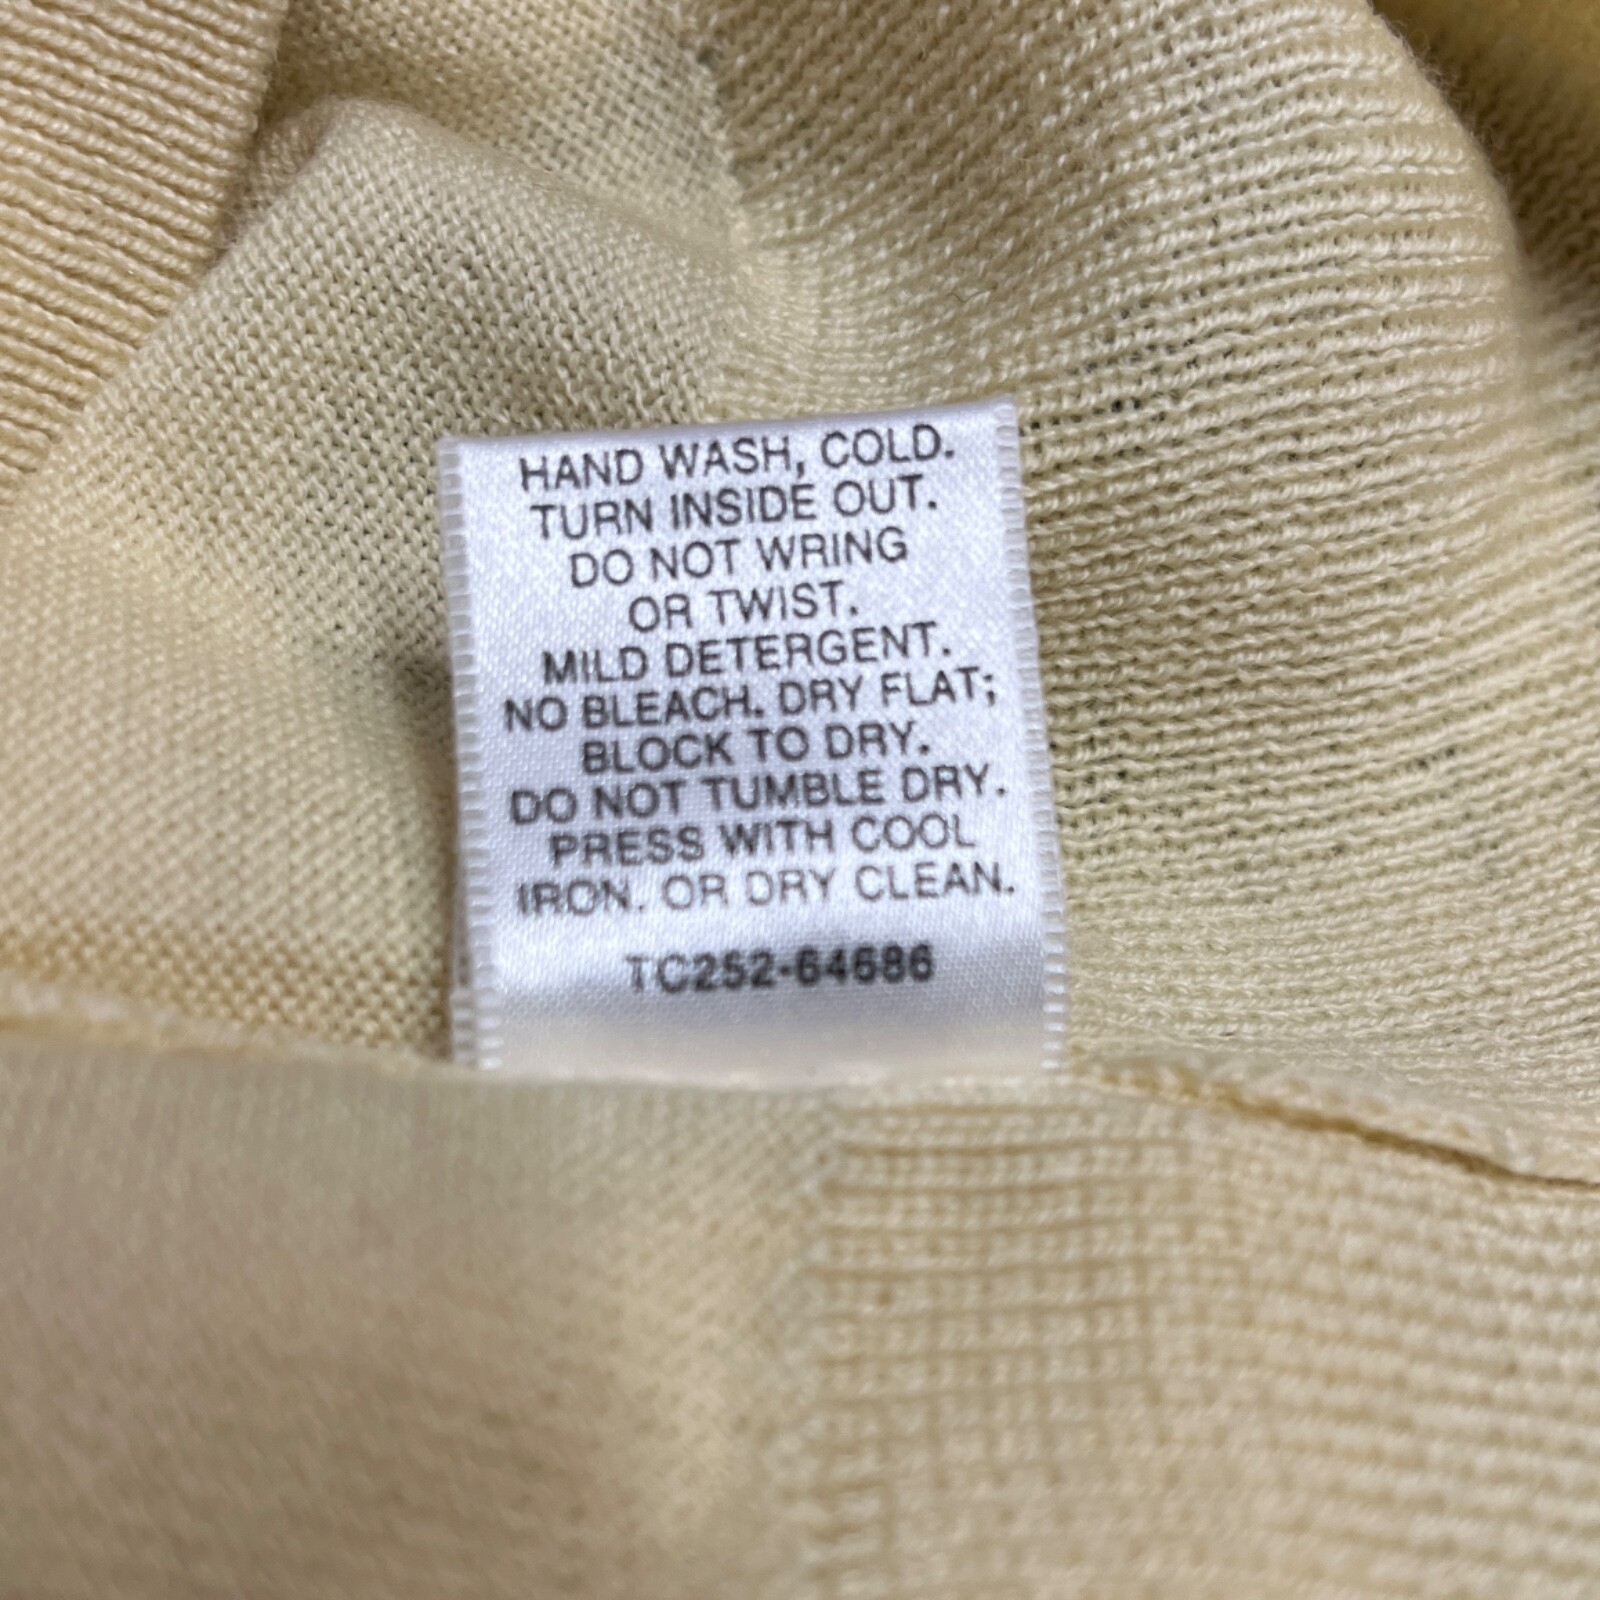 HAND WASH, COLD.
TURN INSIDE OUT.
DO NOT WRING
OR TWIST.
MILD DETERGENT.
NO BLEACH. DRY FLAT;
BLOCK TO DRY.
DO NOT TUMBLE DRY.
PRESS WITH COOL
IRON. OR DRY CLEAN.
TC252-64686